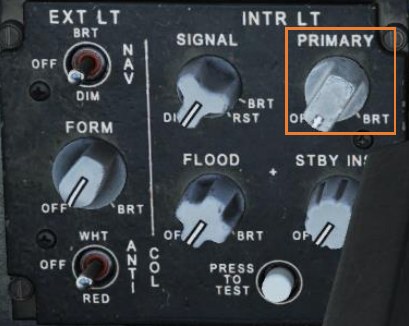 EXT LT
BRT
OFF
NAV
DIM
FORM
OFF
BRT
WHT
OFF
ANTI
COL
RED
INTR LT
SIGNAL
BRT
RST
PRIMARY
BRT
FLOOD
BRT
STBY
PRESS
TO
TEST